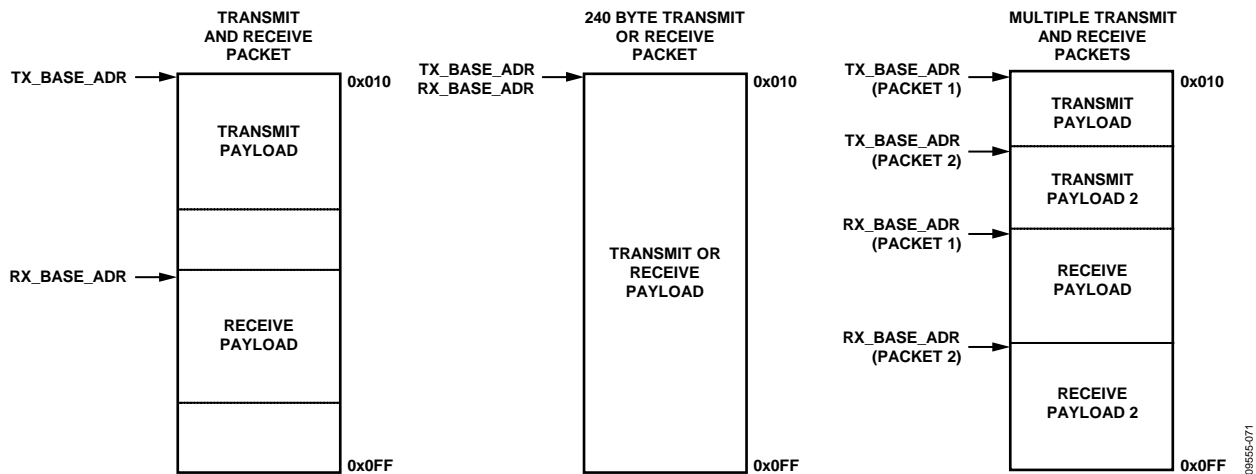 TRANSMIT
AND RECEIVE
PACKET
TX_BASE_ADR
0x010
TRANSMIT
PAYLOAD
RX_BASE_ADR
RECEIVE
PAYLOAD
0x0FF
240 BYTE TRANSMIT
OR RECEIVE
PACKET
TX_BASE_ADR
RX_BASE_ADR
0x010
TRANSMIT OR
RECEIVE
PAYLOAD
0x0FF
MULTIPLE TRANSMIT
AND RECEIVE
PACKETS
TX_BASE_ADR
(PACKET 1)
0x010
TRANSMIT
PAYLOAD
TX_BASE_ADR
(PACKET 2)
TRANSMIT
PAYLOAD 2
RX_BASE_ADR
(PACKET 1)
RECEIVE
PAYLOAD
RX_BASE_ADR
(PACKET 2)
RECEIVE
PAYLOAD 2
0x0FF
09555-071